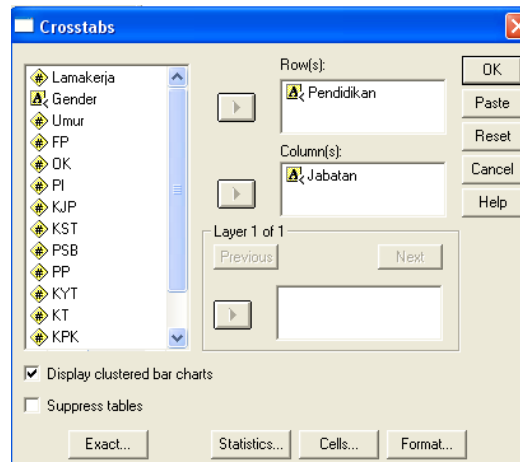 Crosstabs
Lamakerja
Gender
Umur
FP
OK
PI
KJP
KST
PSB
PP
KYT
KT
KPK
Row(s):
Pendidikan
Column(s):
Jabatan
Layer 1 of 1
Previous
Next
OK
Paste
Reset
Cancel
Help
Display clustered bar charts
Suppress tables
Exact...
Statistics...
Cells...
Format...